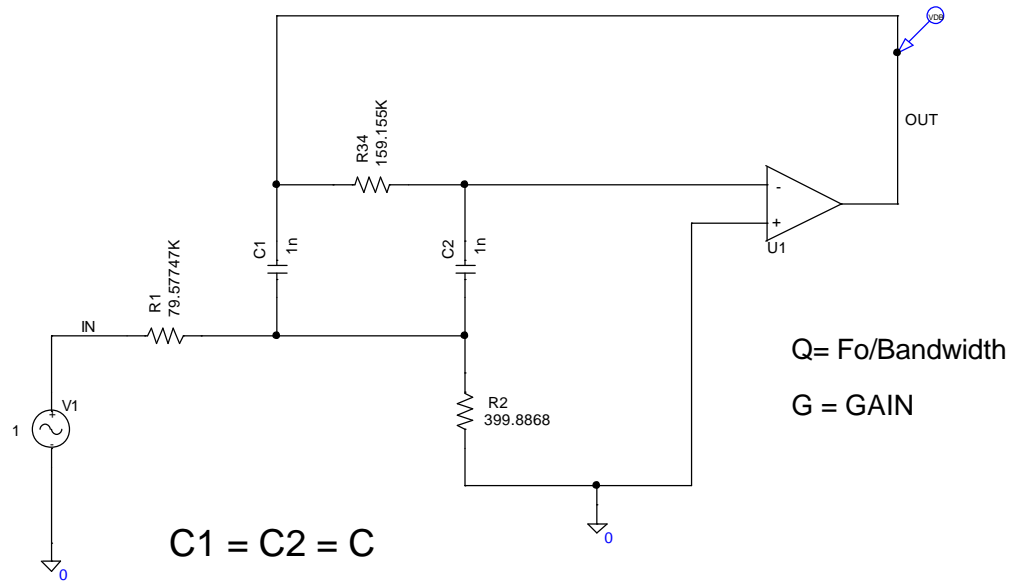 VDB
OUT
R34
159.155K
-
+
U1
C1
1n
C2
1n
R1
79.57747K
IN
V1
+
-
1
R2
399.8868
0
0
Q= Fo/Bandwidth
G = GAIN
C1 = C2 = C